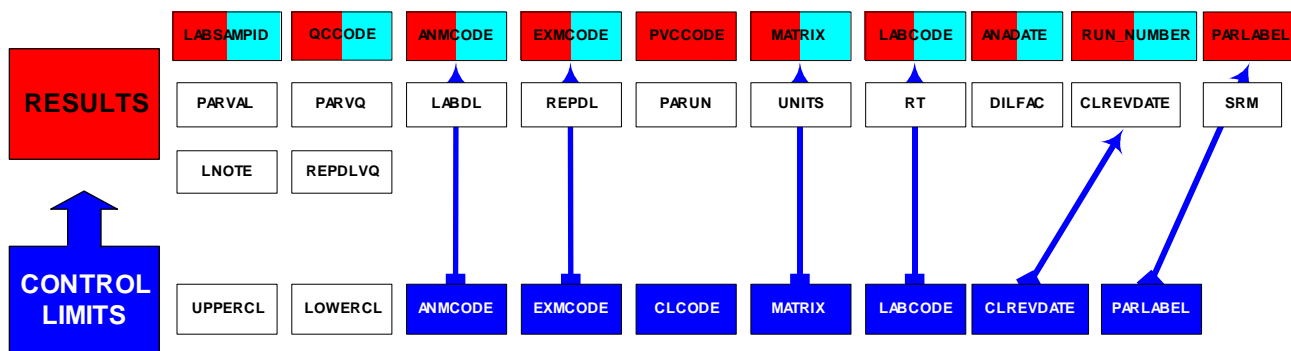 LABSAMPID QCCODE ANMCODE EXMCODE PVCCODE MATRIX LABCODE ANADATE RUN_NUMBER PARLABEL
RESULTS
PARVAL PARVQ LABDL REPDL PARUN UNITS RT DILFAC CLREVDATE SRM
LNOTE REPDLVQ
CONTROL
LIMITS
UPPERCL LOWERCL ANMCODE EXMCODE CLCODE MATRIX LABCODE CLREVDATE PARLABEL